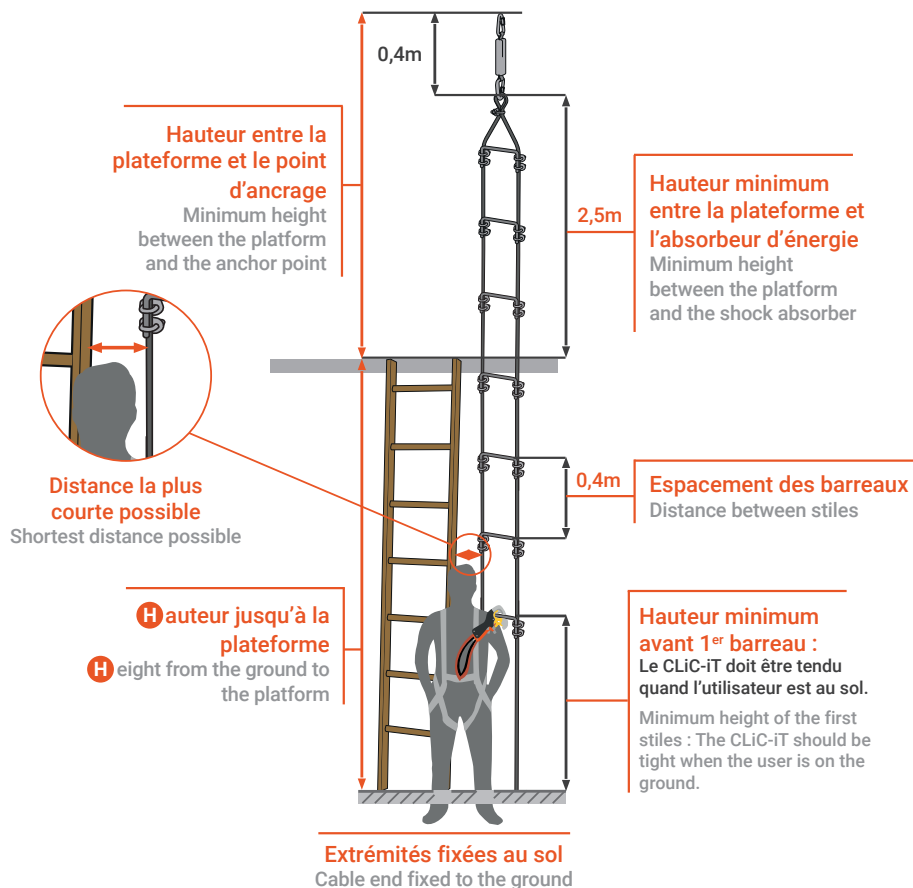 0,4m
Hauteur entre la
plateforme et le point
d'ancrage
Minimum height
between the platform
and the anchor point
2,5m
Hauteur minimum
entre la plateforme et
l'absorbeur d'énergie
Minimum height
between the platform
and the shock absorber
Distance la plus
courte possible
Shortest distance possible
0,4m
Espacement des barreaux
Distance between stiles
Hauteur jusqu'à la
plateforme
Height from the ground to
the platform
Hauteur minimum
avant 1er barreau :
Le CLiC-iT doit être tendu
quand l'utilisateur est au sol.
Minimum height of the first
stiles : The CLiC-iT should be
tight when the user is on the
ground.
Extrémités fixées au sol
Cable end fixed to the ground